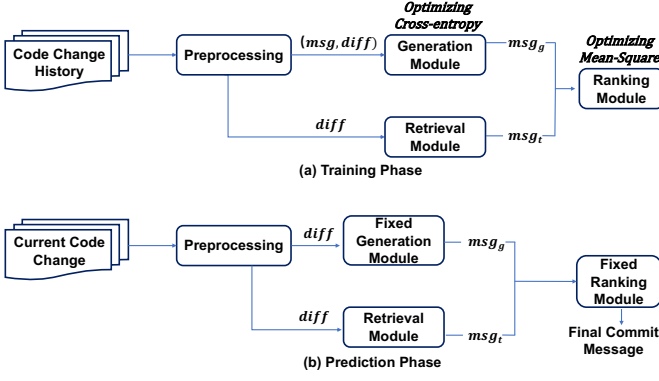 Optimizing
Cross-entropy
Code Change
History
Preprocessing
(msg, diff)
Generation
Module
msg_g
Optimizing
Mean-Square
Ranking
Module
diff
Retrieval
Module
msg_t
(a) Training Phase
Current Code
Change
Preprocessing
diff
Fixed
Generation
Module
msg_g
Fixed
Ranking
Module
diff
Retrieval
Module
msg_t
Final Commit
Message
(b) Prediction Phase